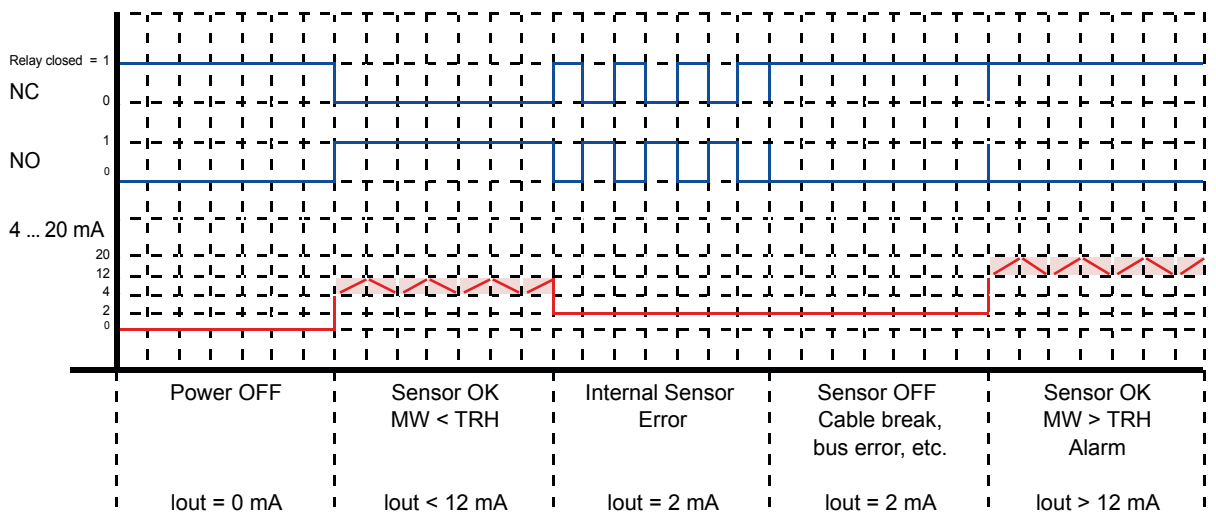 Relay closed = 1
NC
0
1
NO
0
4 ... 20 mA
20
12
4
2
0
Power OFF
Sensor OK
MW < TRH
Internal Sensor
Error
Sensor OFF
Cable break,
bus error, etc.
Sensor OK
MW > TRH
Alarm
Iout = 0 mA
Iout < 12 mA
Iout = 2 mA
Iout = 2 mA
Iout > 12 mA